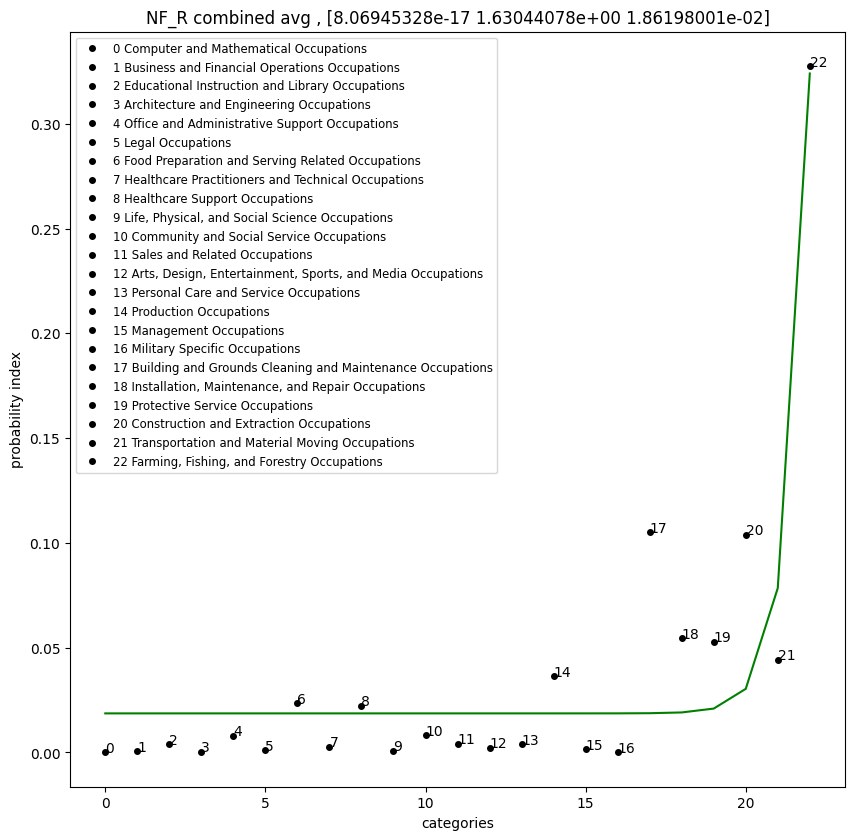 NF_R combined avg , [8.06945328e-17 1.63044078e+00 1.86198001e-02]
0 Computer and Mathematical Occupations
1 Business and Financial Operations Occupations
2 Educational Instruction and Library Occupations
3 Architecture and Engineering Occupations
4 Office and Administrative Support Occupations
5 Legal Occupations
6 Food Preparation and Serving Related Occupations
7 Healthcare Practitioners and Technical Occupations
8 Healthcare Support Occupations
9 Life, Physical, and Social Science Occupations
10 Community and Social Service Occupations
11 Sales and Related Occupations
12 Arts, Design, Entertainment, Sports, and Media Occupations
13 Personal Care and Service Occupations
14 Production Occupations
15 Management Occupations
16 Military Specific Occupations
17 Building and Grounds Cleaning and Maintenance Occupations
18 Installation, Maintenance, and Repair Occupations
19 Protective Service Occupations
20 Construction and Extraction Occupations
21 Transportation and Material Moving Occupations
22 Farming, Fishing, and Forestry Occupations
probability index
0.30
0.25
0.20
0.15
0.10
0.05
0.00
0
1
2
3
4
5
6
7
8
9
10
11
12
13
14
15
16
17
18
19
20
21
22
0
5
10
15
20
categories